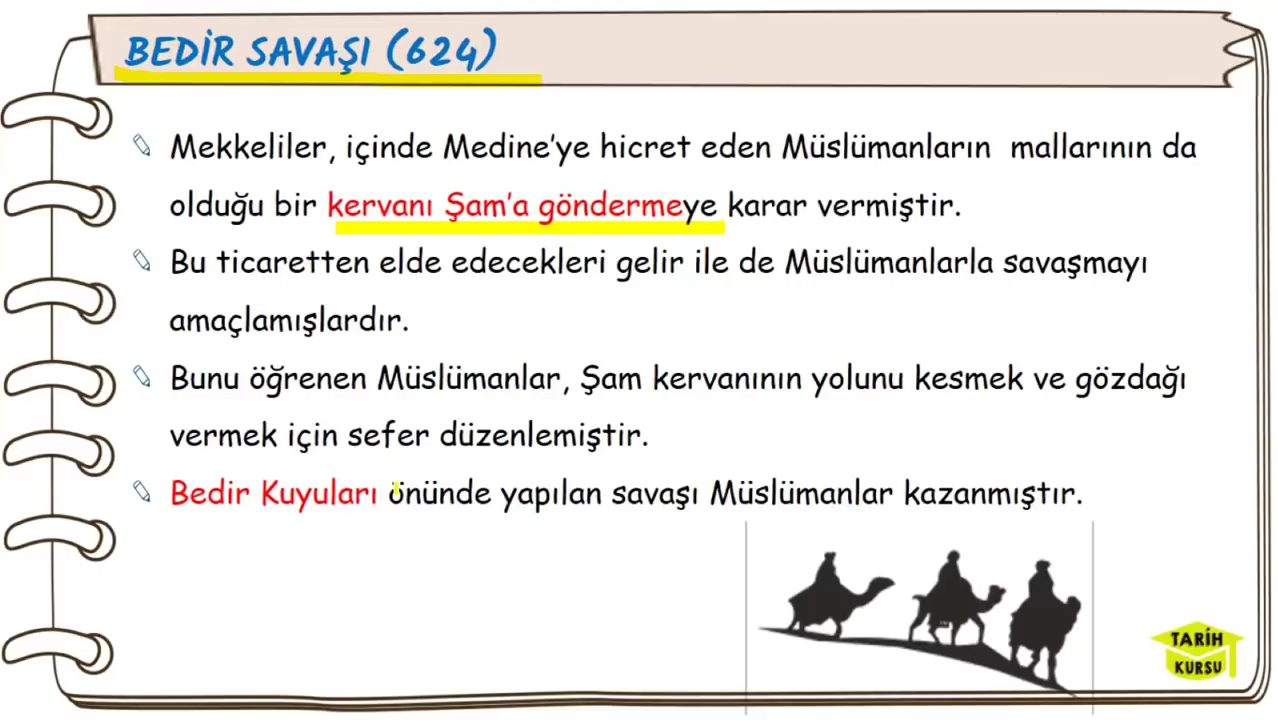 BEDİR SAVAŞI (624)
Mekkeliler, içinde Medine'ye hicret eden Müslümanların mallarının da
olduğu bir kervanı Şam'a göndermeye karar vermiştir.
Bu ticaretten elde edecekleri gelir ile de Müslümanlarla savaşmayı
amaçlamışlardır.
Bunu öğrenen Müslümanlar, Şam kervanının yolunu kesmek ve gözdağı
vermek için sefer düzenlemiştir.
Bedir Kuyuları önünde yapılan savaşı Müslümanlar kazanmıştır.
TARİH
KURSU